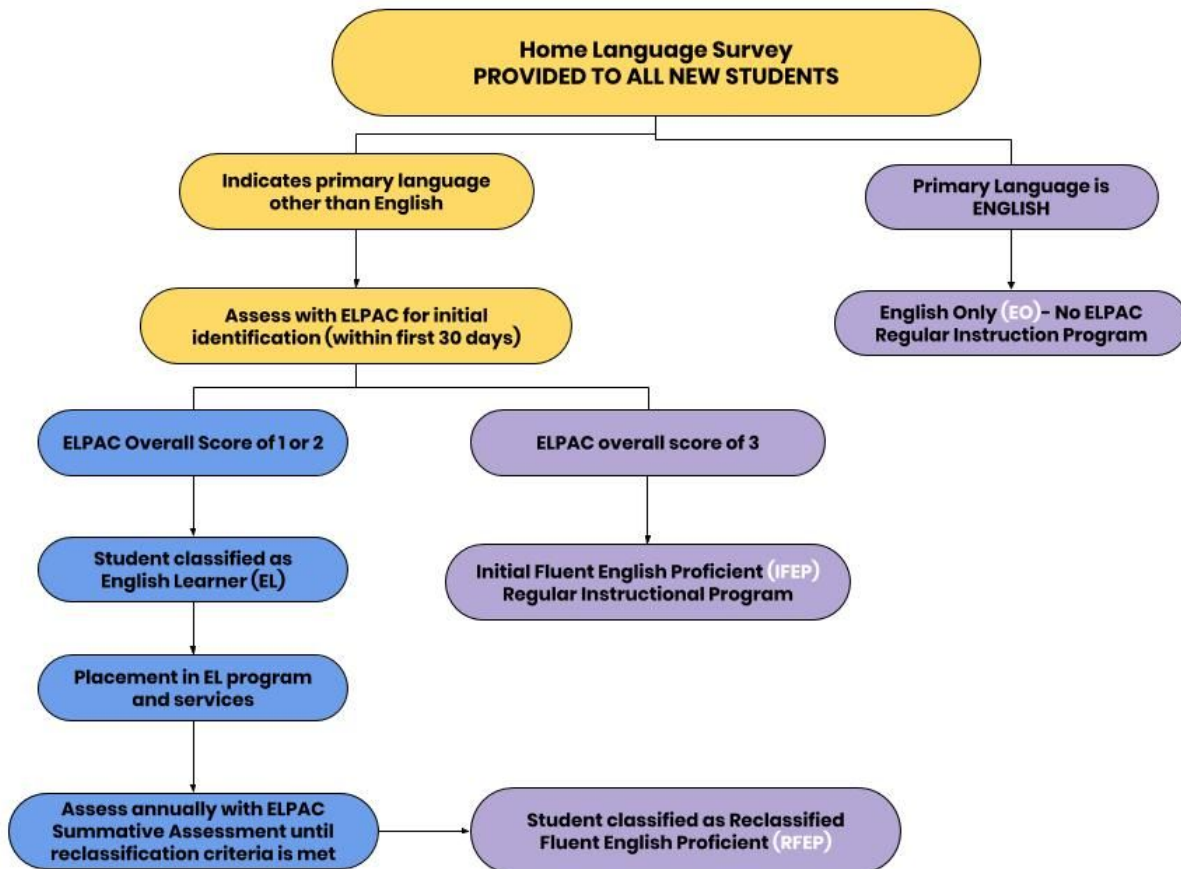 Home Language Survey
PROVIDED TO ALL NEW STUDENTS
Indicates primary language
other than English
Primary Language is
ENGLISH
Assess with ELPAC for initial
identification (within first 30 days)
English Only (EO)- No ELPAC
Regular Instruction Program
ELPAC Overall Score of 1 or 2
ELPAC overall score of 3
Student classified as
English Learner (EL)
Initial Fluent English Proficient (IFEP)
Regular Instructional Program
Placement in EL program
and services
Assess annually with ELPAC
Summative Assessment until
reclassification criteria is met
Student classified as Reclassified
Fluent English Proficient (RFEP)